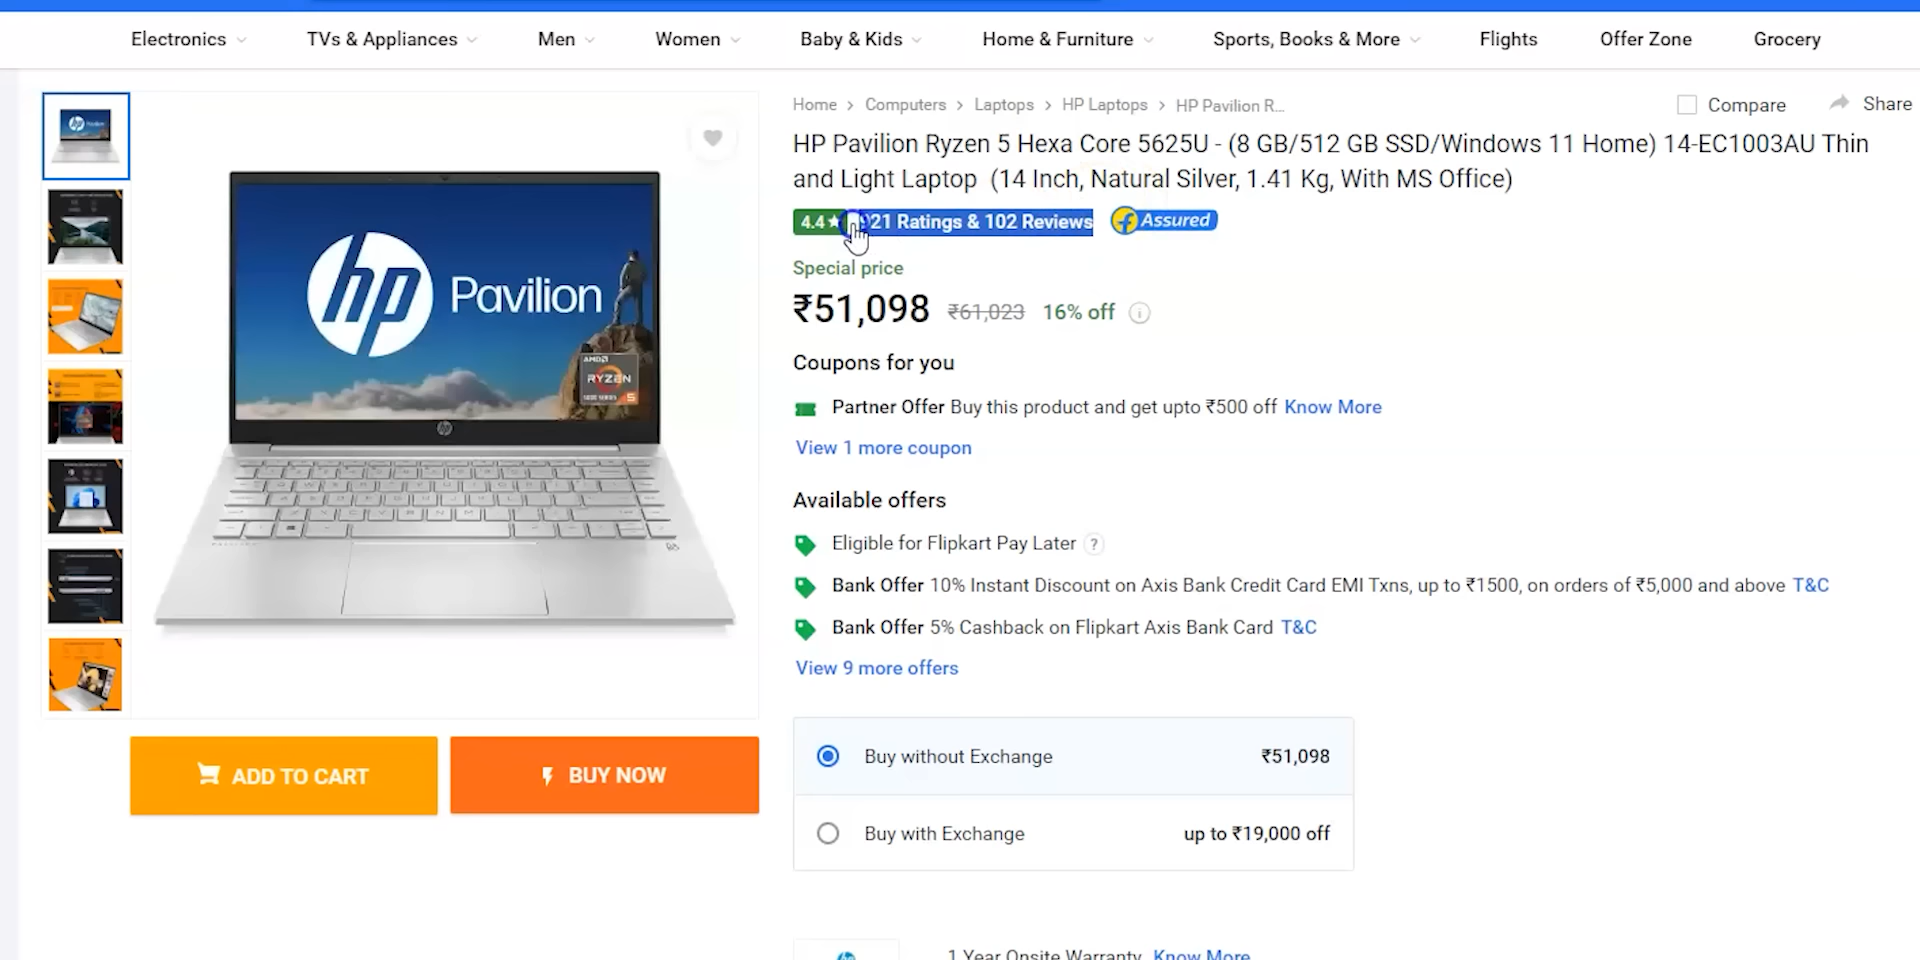 Electronics TVs & Appliances Men Women Baby & Kids Home & Furniture Sports, Books & More Flights Offer Zone Grocery
Home > Computers > Laptops > HP Laptops > HP Pavilion R...
Compare Share
HP Pavilion Ryzen 5 Hexa Core 5625U - (8 GB/512 GB SSD/Windows 11 Home) 14-EC1003AU Thin
and Light Laptop (14 Inch, Natural Silver, 1.41 Kg, With MS Office)
4.4★ 921 Ratings & 102 Reviews Assured
Special price
₹51,098 ₹61,023 16% off
Coupons for you
Partner Offer Buy this product and get upto ₹500 off Know More
View 1 more coupon
Available offers
Eligible for Flipkart Pay Later ?
Bank Offer 10% Instant Discount on Axis Bank Credit Card EMI Txns, up to ₹1500, on orders of ₹5,000 and above T&C
Bank Offer 5% Cashback on Flipkart Axis Bank Card T&C
View 9 more offers
Buy without Exchange ₹51,098
Buy with Exchange up to ₹19,000 off
1 Year Onsite Warranty Know More
hp Pavilion
AMD
RYZEN
5
ADD TO CART
BUY NOW